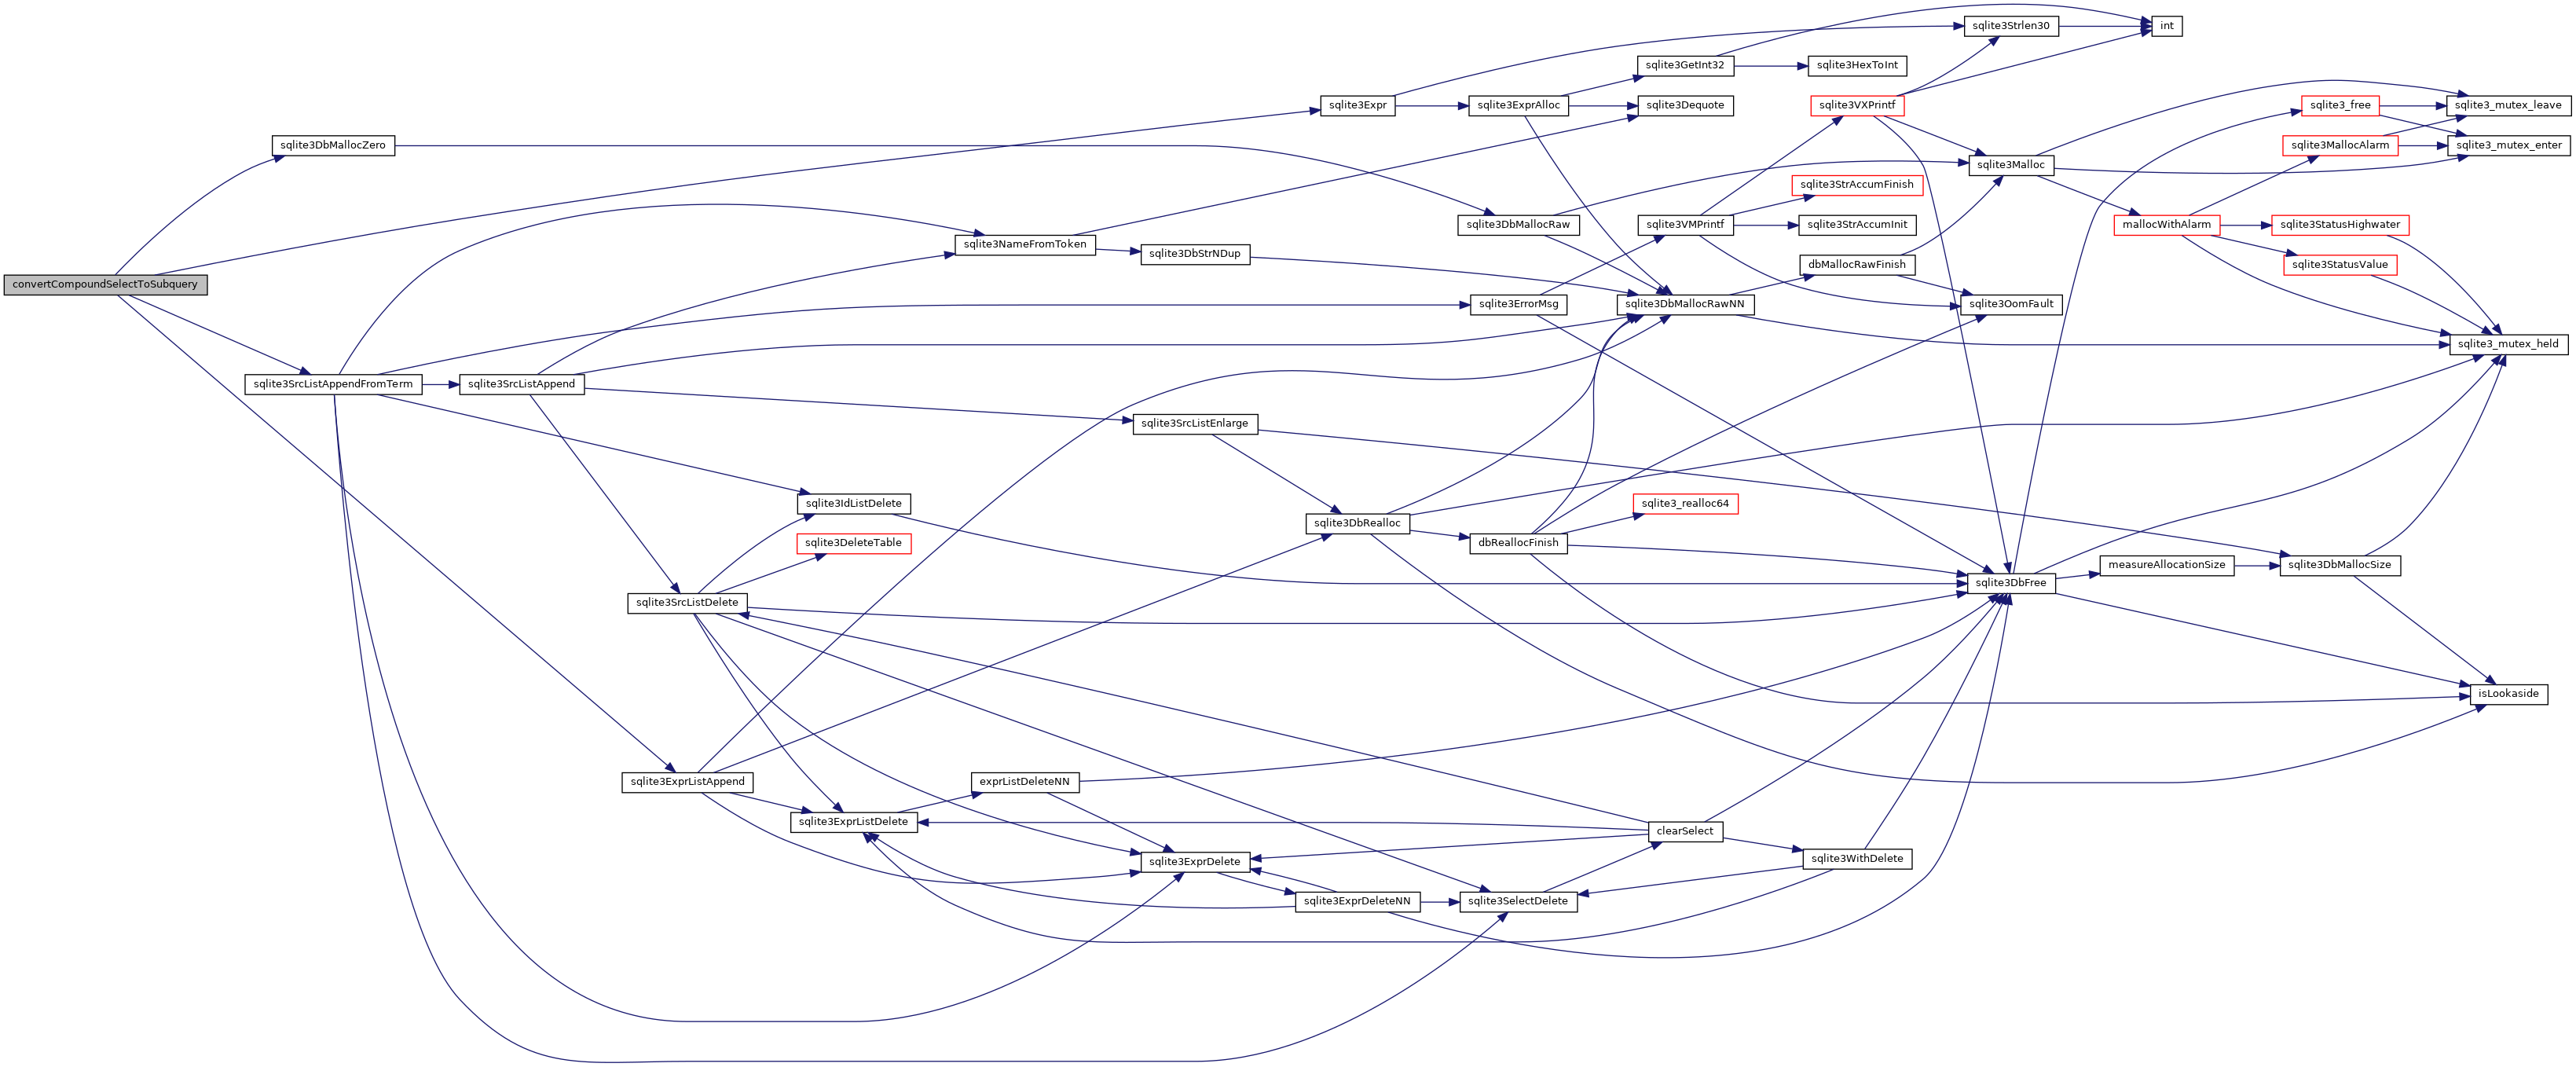 convertCompoundSelectToSubquery
sqlite3DbMallocZero
sqlite3SrcListAppendFromTerm
sqlite3SrcListAppend
sqlite3SrcListDelete
sqlite3ExprListAppend
sqlite3IdListDelete
sqlite3DeleteTable
sqlite3ExprListDelete
sqlite3NameFromToken
exprListDeleteNN
sqlite3DbStrNDup
sqlite3SrcListEnlarge
sqlite3ExprDelete
sqlite3Expr
sqlite3DbRealloc
sqlite3ExprDeleteNN
sqlite3ExprAlloc
sqlite3DbMallocRaw
sqlite3ErrorMsg
dbReallocFinish
sqlite3SelectDelete
sqlite3GetInt32
sqlite3Dequote
sqlite3VMPrintf
sqlite3DbMallocRawNN
sqlite3_realloc64
clearSelect
sqlite3HexToInt
sqlite3VXPrintf
sqlite3StrAccumFinish
sqlite3StrAccumInit
dbMallocRawFinish
sqlite3WithDelete
sqlite3Strlen30
sqlite3Malloc
sqlite3OomFault
sqlite3DbFree
int
mallocWithAlarm
measureAllocationSize
sqlite3_free
sqlite3MallocAlarm
sqlite3StatusHighwater
sqlite3StatusValue
sqlite3DbMallocSize
sqlite3_mutex_leave
sqlite3_mutex_enter
sqlite3_mutex_held
isLookaside